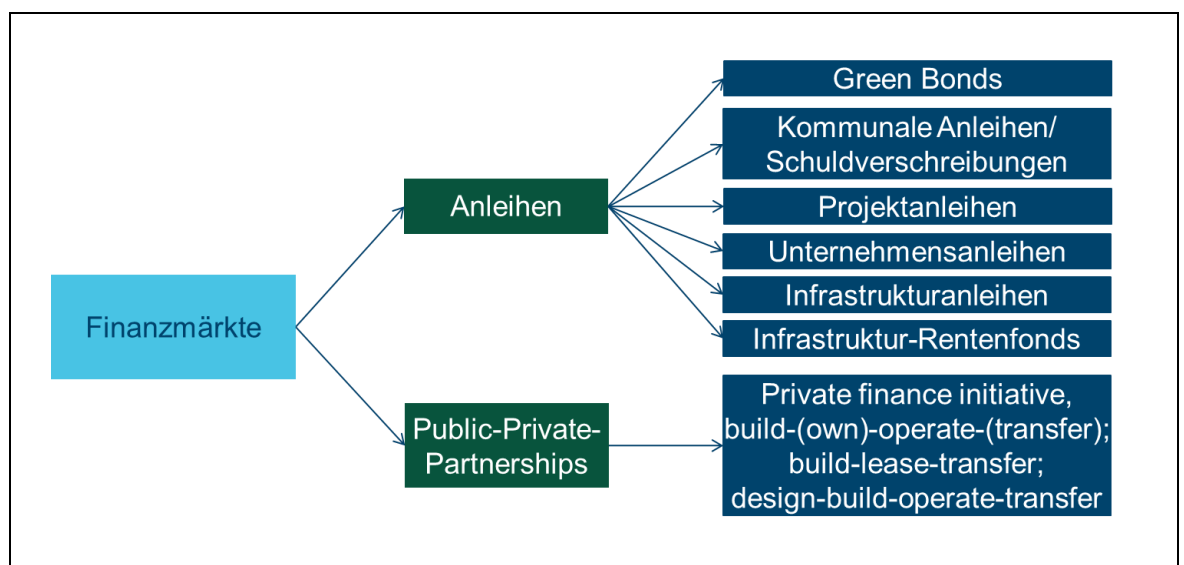 Finanzmärkte
Anleihen
Green Bonds
Kommunale Anleihen/
Schuldverschreibungen
Projektanleihen
Unternehmensanleihen
Infrastrukturanleihen
Infrastruktur-Rentenfonds
Public-Private-
Partnerships
Private finance initiative,
build-(own)-operate-(transfer);
build-lease-transfer;
design-build-operate-transfer